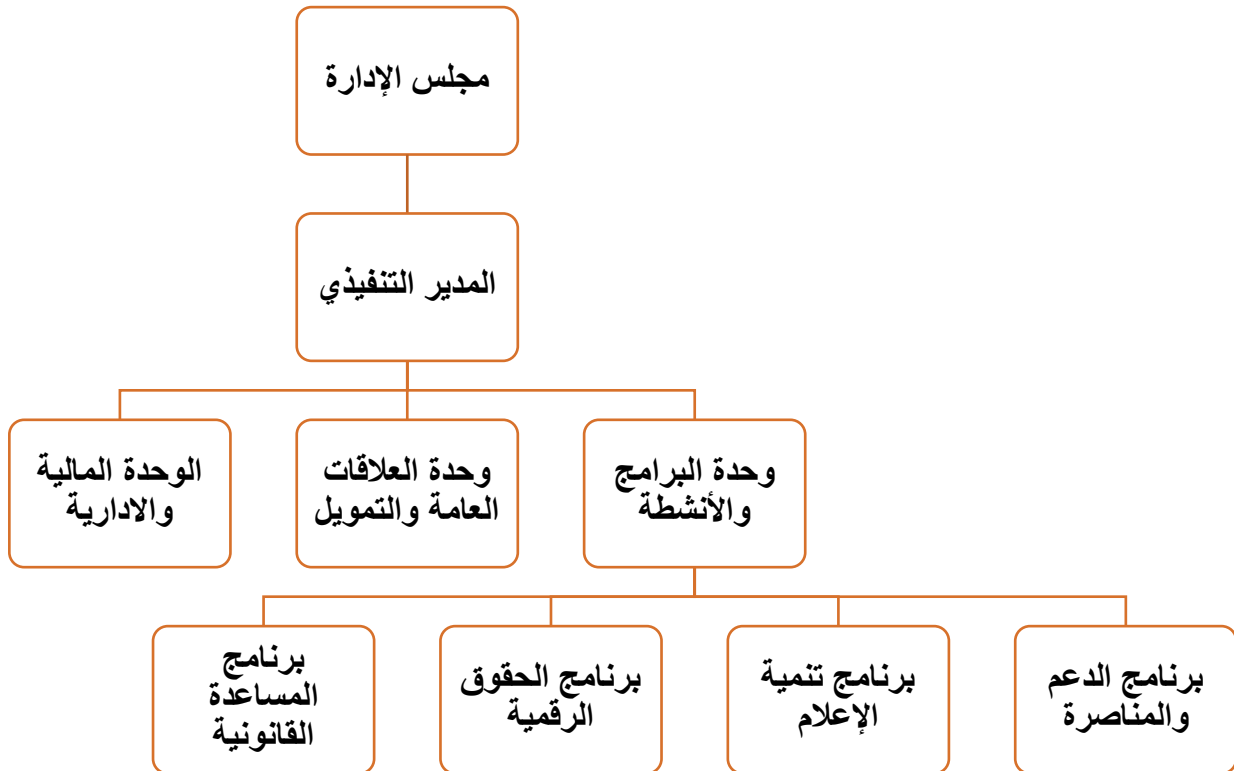 مجلس الإدارة
المدير التنفيذي
وحدة البرامج
والأنشطة
وحدة العلاقات
العامة والتمويل
الوحدة المالية
والادارية
برنامج الدعم
والمناصرة
برنامج تنمية
الإعلام
برنامج الحقوق
الرقمية
برنامج
المساعدة
القانونية